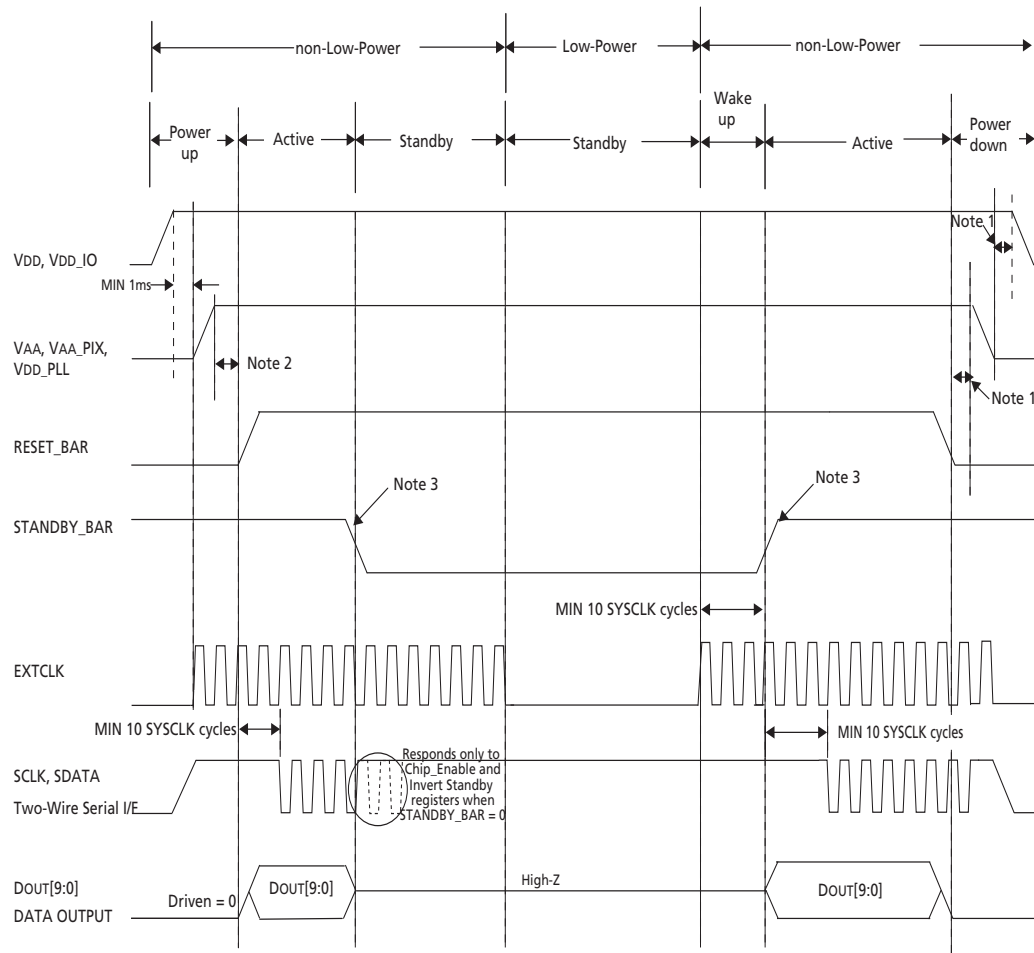 non-Low-Power
Low-Power
non-Low-Power
Power
up
Active
Standby
Standby
Wake
up
Active
Power
down
Note 1
VDD, VDD_IO
MIN 1ms
VAA, VAA_PIX,
VDD_PLL
Note 2
Note 1
RESET_BAR
Note 3
Note 3
STANDBY_BAR
MIN 10 SYSCLK cycles
EXTCLK
MIN 10 SYSCLK cycles
MIN 10 SYSCLK cycles
Responds only to
Chip_Enable and
Invert Standby
registers when
STANDBY_BAR = 0
SCLK, SDATA
Two-Wire Serial I/F
DOUT[9:0]
DATA OUTPUT
Driven = 0
DOUT[9:0]
High-Z
DOUT[9:0]